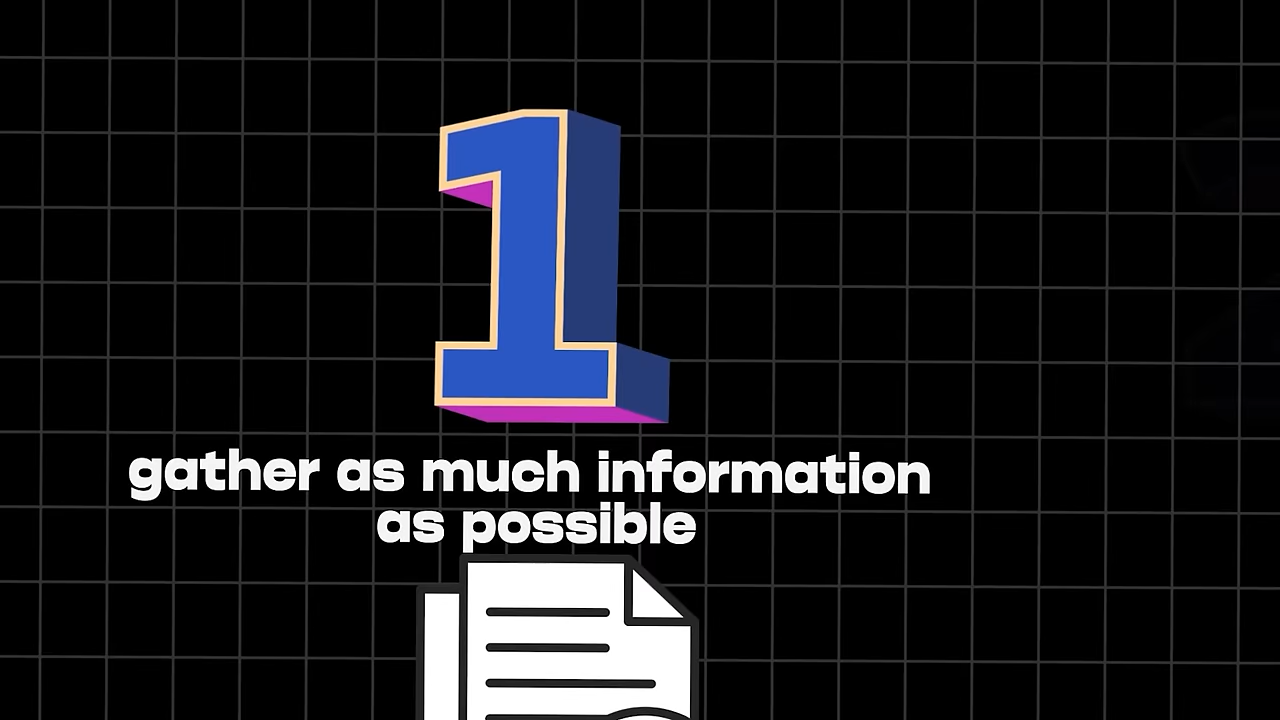 1
gather as much information
as possible